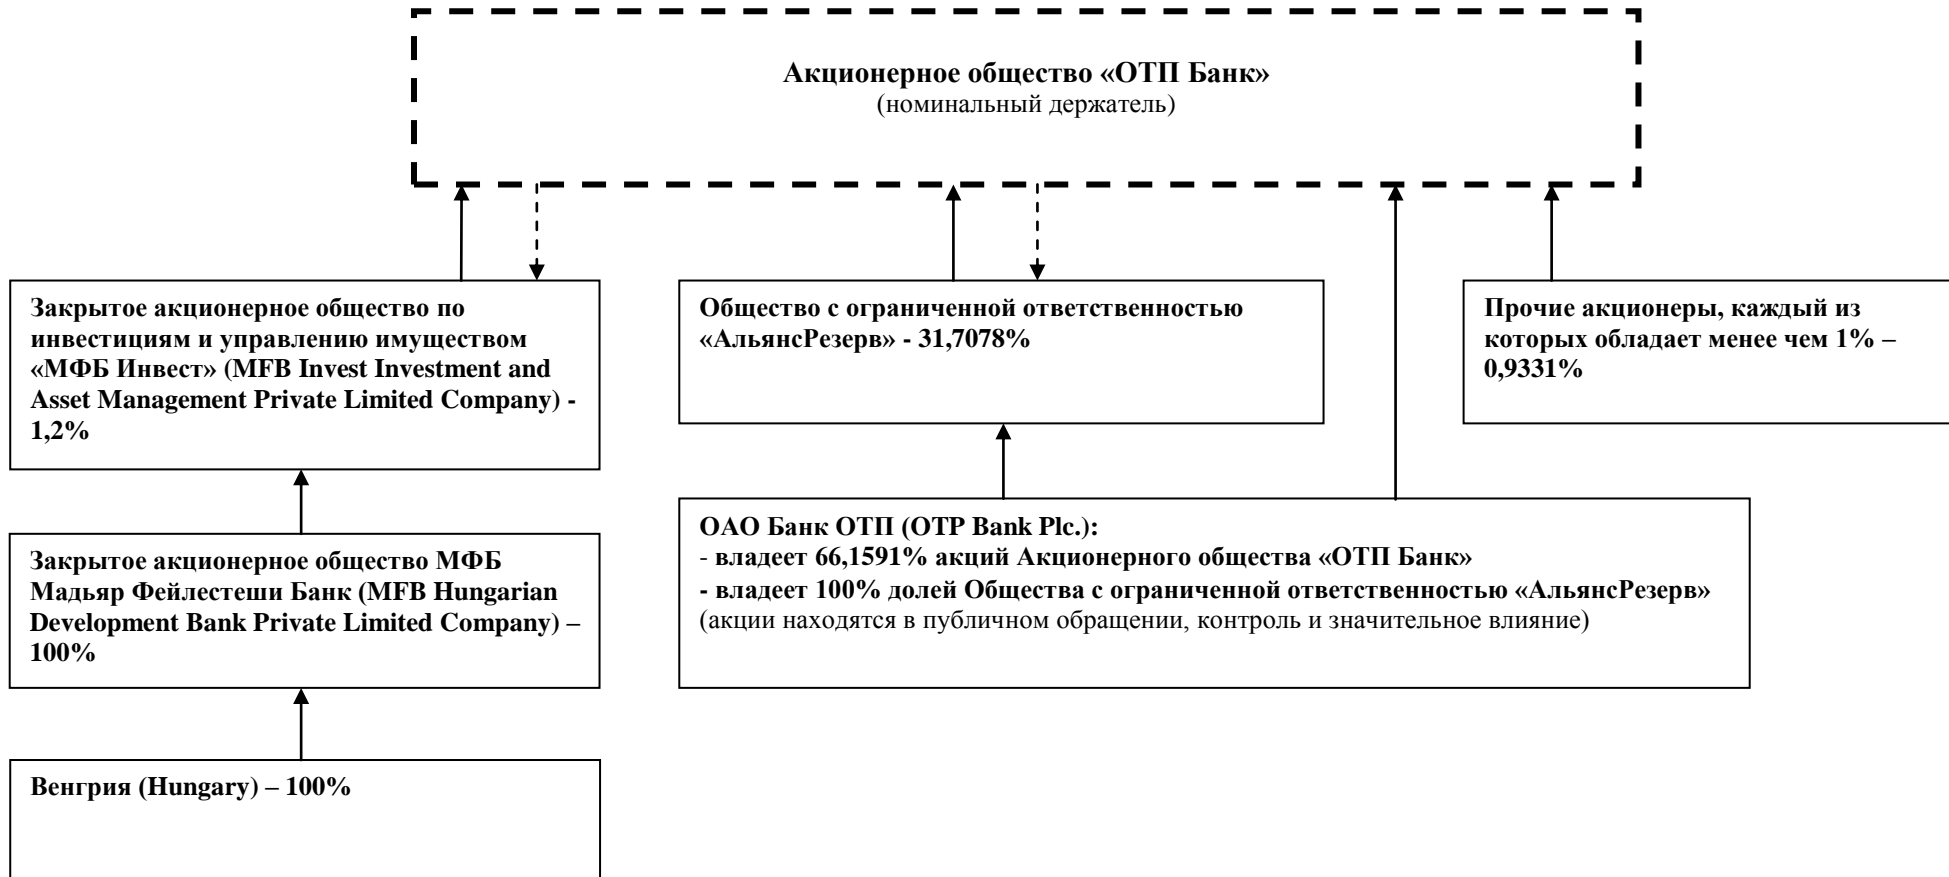 Акционерное общество «ОТП Банк»
(номинальный держатель)
Закрытое акционерное общество по
инвестициям и управлению имуществом
«МФБ Инвест» (MFB Invest Investment and
Asset Management Private Limited Company) -
1,2%
Общество с ограниченной ответственностью
«АльянсРезерв» - 31,7078%
Прочие акционеры, каждый из
которых обладает менее чем 1% –
0,9331%
Закрытое акционерное общество МФБ
Мадьяр Фейлестеши Банк (MFB Hungarian
Development Bank Private Limited Company) –
100%
ОАО Банк ОТП (OTP Bank Plc.):
- владеет 66,1591% акций Акционерного общества «ОТП Банк»
- владеет 100% долей Общества с ограниченной ответственностью «АльянсРезерв»
(акции находятся в публичном обращении, контроль и значительное влияние)
Венгрия (Hungary) – 100%